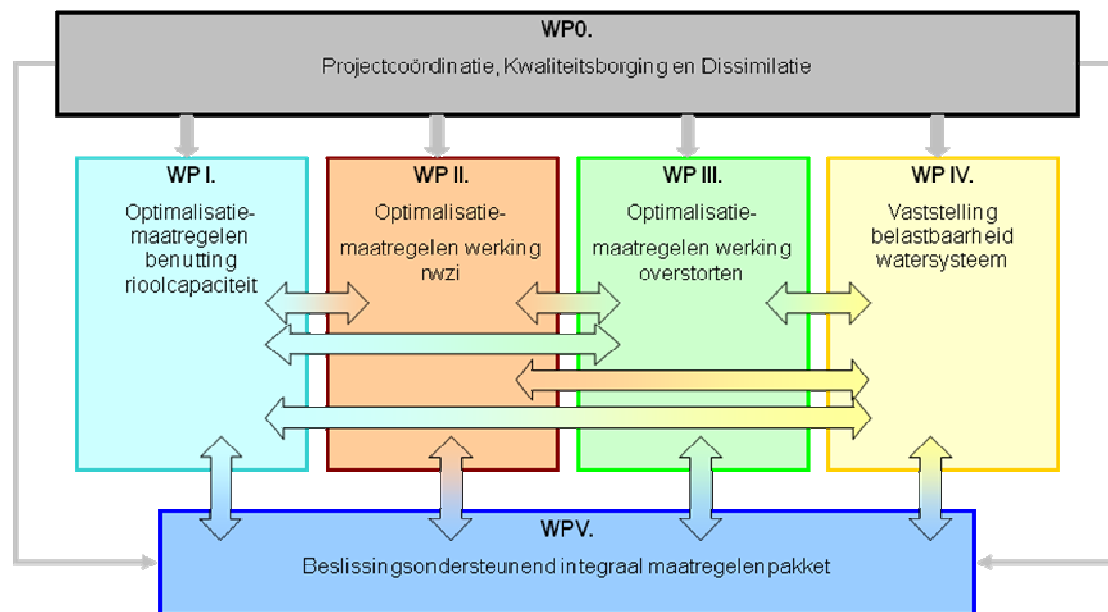 WP0.
Projectcoördinatie, Kwaliteitsborging en Dissimilatie
WP I.
Optimalisatie-
maatregelen
benutting
rioolcapaciteit
WP II.
Optimalisatie-
maatregelen werking
rwzi
WP III.
Optimalisatie-
maatregelen werking
overstorten
WP IV.
Vaststelling
belastbaarheid
watersysteem
WPV.
Beslissingsondersteunend integraal maatregelenpakket